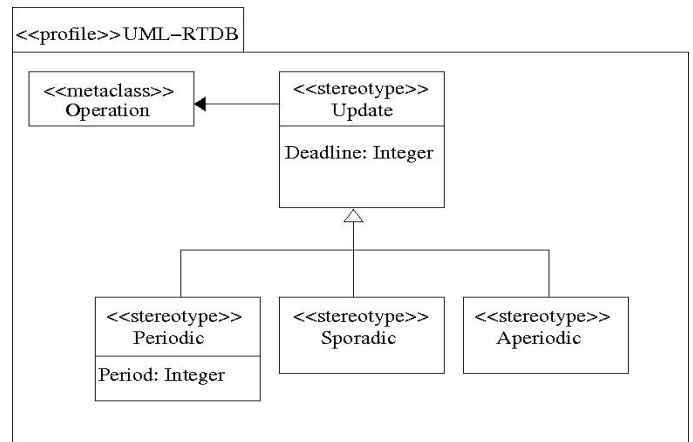 <<profile>>UML−RTDB
<<metaclass>>
Operation
<<stereotype>>
Update
Deadline: Integer
<<stereotype>>
Periodic
Period: Integer
<<stereotype>>
Sporadic
<<stereotype>>
Aperiodic